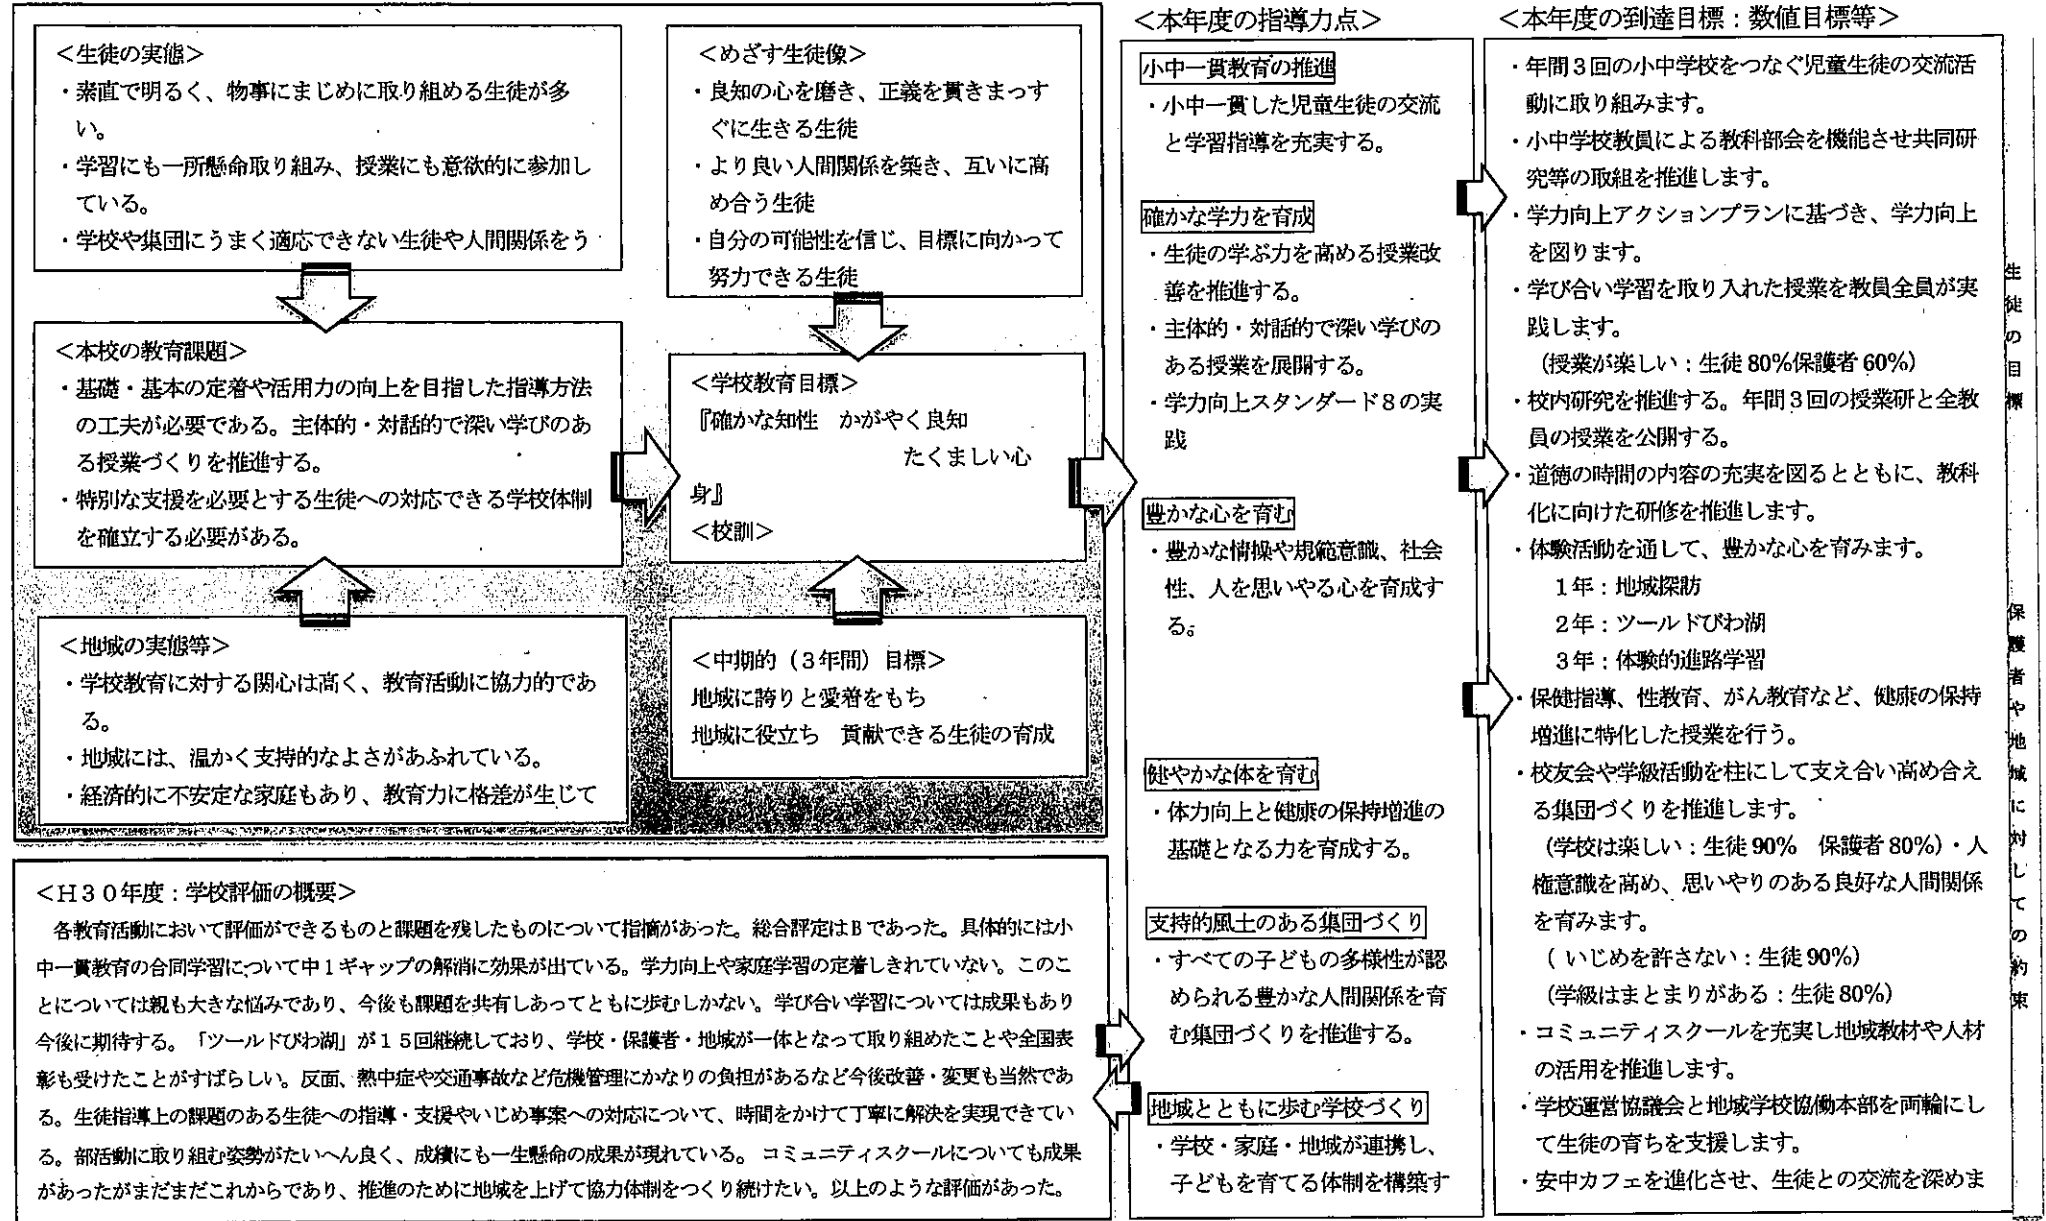 ＜生徒の実態＞
・素直で明るく、物事にまじめに取り組める生徒が多
い。
・学習にも一所懸命取り組み、授業にも意欲的に参加し
ている。
・学校や集団にうまく適応できない生徒や人間関係をう
＜めざす生徒像＞
・良知の心を磨き、正義を貫きまっす
ぐに生きる生徒
・より良い人間関係を築き、互いに高
め合う生徒
・自分の可能性を信じ、目標に向かって
努力できる生徒
＜本校の教育課題＞
・基礎・基本の定着や活用力の向上を目指した指導方法
の工夫が必要である。主体的・対話的で深い学びのあ
る授業づくりを推進する。
・特別な支援を必要とする生徒への対応できる学校体制
を確立する必要がある。
＜学校教育目標＞
『確かな知性　かがやく良知
たくましい心
身』
＜校訓＞
＜地域の実態等＞
・学校教育に対する関心は高く、教育活動に協力的であ
る。
・地域には、温かく支持的なよさがあふれている。
・経済的に不安定な家庭もあり、教育力に格差が生じて
＜中期的（３年間）目標＞
地域に誇りと愛着をもち
地域に役立ち　貢献できる生徒の育成
＜H３０年度：学校評価の概要＞
各教育活動において評価ができるものと課題を残したものについて指摘があった。総合評定はBであった。具体的には小
中一貫教育の合同学習について中１ギャップの解消に効果が出ている。学力向上や家庭学習の定着しきれていない。このこ
とについては親も大きな悩みであり、今後も課題を共有しあってともに歩むしかない。学び合い学習については成果もあり
今後に期待する。「ツールドびわ湖」が１５回継続しており、学校・保護者・地域が一体となって取り組めたことや全国表
彰も受けたことがすばらしい。反面、熱中症や交通事故など危機管理にかなりの負担があるなど今後改善・変更も当然であ
る。生徒指導上の課題のある生徒への指導・支援やいじめ事案への対応について、時間をかけて丁寧に解決を実現できてい
る。部活動に取り組む姿勢がたいへん良く、成績にも一生懸命の成果が現れている。コミュニティスクールについても成果
があったがまだまだこれからであり、推進のために地域を上げて協力体制をつくり続けたい。以上のような評価があった。
＜本年度の指導力点＞
小中一貫教育の推進
・小中一貫した児童生徒の交流
と学習指導を充実する。
確かな学力を育成
・生徒の学ぶ力を高める授業改
善を推進する。
・主体的・対話的で深い学びの
ある授業を展開する。
・学力向上スタンダード８の実
践
豊かな心を育む
・豊かな情操や規範意識、社会
性、人を思いやる心を育成す
る。
健やかな体を育む
・体力向上と健康の保持増進の
基礎となる力を育成する。
支持的風土のある集団づくり
・すべての子どもの多様性が認
められる豊かな人間関係を育
む集団づくりを推進する。
地域とともに歩む学校づくり
・学校・家庭・地域が連携し、
子どもを育てる体制を構築す
＜本年度の到達目標：数値目標等＞
・年間３回の小中学校をつなぐ児童生徒の交流活
動に取り組みます。
・小中学校教員による教科部会を機能させ共同研
究等の取組を推進します。
・学力向上アクションプランに基づき、学力向上
を図ります。
・学び合い学習を取り入れた授業を教員全員が実
践します。
（授業が楽しい：生徒80%保護者60%）
・校内研究を推進する。年間３回の授業研と全教
員の授業を公開する。
・道徳の時間の内容の充実を図るとともに、教科
化に向けた研修を推進します。
・体験活動を通して、豊かな心を育みます。
１年：地域探訪
２年：ツールドびわ湖
３年：体験的進路学習
・保健指導、性教育、がん教育など、健康の保持
増進に特化した授業を行う。
・校友会や学級活動を柱にして支え合い高め合え
る集団づくりを推進します。
（学校は楽しい：生徒90%　保護者80%）・人
権意識を高め、思いやりのある良好な人間関係
を育みます。
（いじめを許さない：生徒90%）
（学級はまとまりがある：生徒80%）
・コミュニティスクールを充実し地域教材や人材
の活用を推進します。
・学校運営協議会と地域学校協働本部を両輪にし
て生徒の育ちを支援します。
・安中カフェを進化させ、生徒との交流を深めま
生徒の目標
保護者や地域に対しての約束